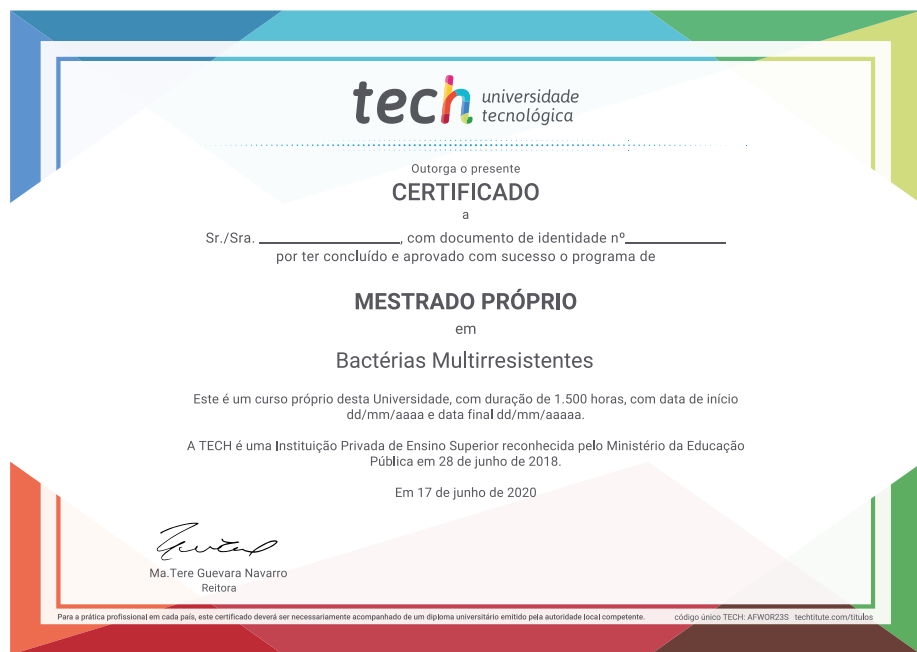 tech universidade
tecnológica
Outorga o presente
CERTIFICADO
a
Sr./Sra. ____________________, com documento de identidade nº______________
por ter concluído e aprovado com sucesso o programa de
MESTRADO PRÓPRIO
em
Bactérias Multirresistentes
Este é um curso próprio desta Universidade, com duração de 1.500 horas, com data de início
dd/mm/aaaa e data final dd/mm/aaaaa.
A TECH é uma Instituição Privada de Ensino Superior reconhecida pelo Ministério da Educação
Pública em 28 de junho de 2018.
Em 17 de junho de 2020
Ma.Tere Guevara Navarro
Reitora
Para a prática profissional em cada país, este certificado deverá ser necessariamente acompanhado de um diploma universitário emitido pela autoridade local competente. código único TECH: AFWOR23S techtitute.com/titulos